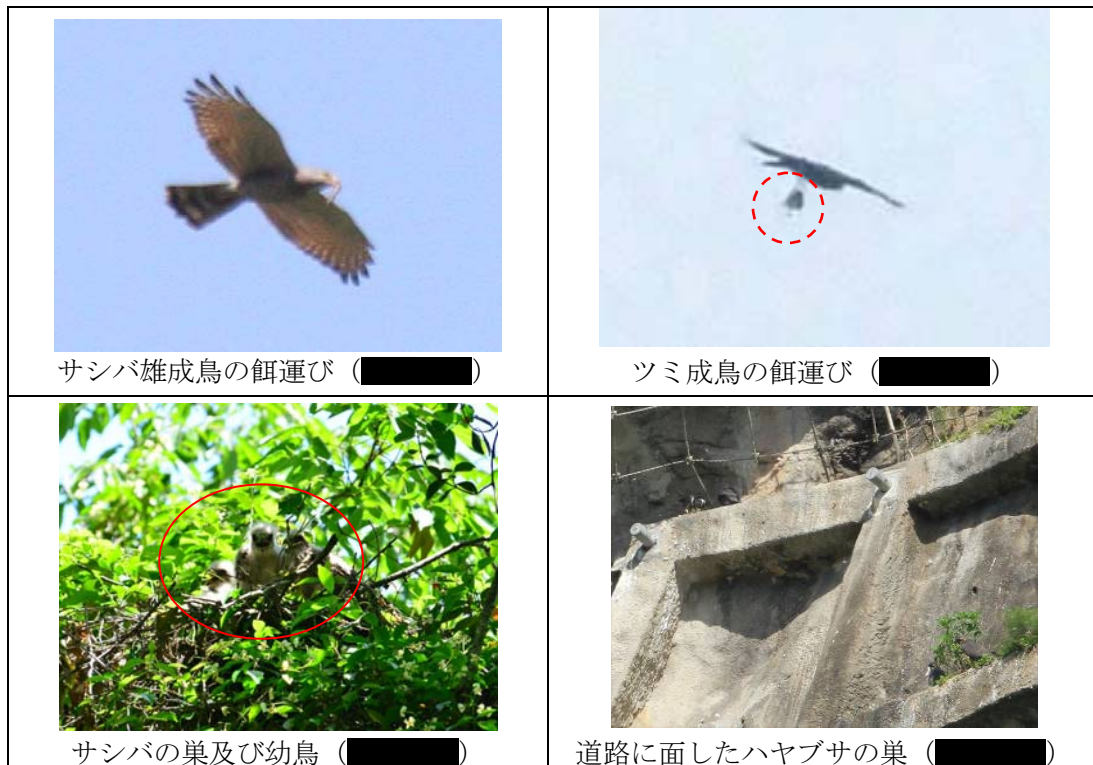 サシバ雄成鳥の餌運び（）
ツミ成鳥の餌運び（）
サシバの巣及び幼鳥（）
道路に面したハヤブサの巣（）